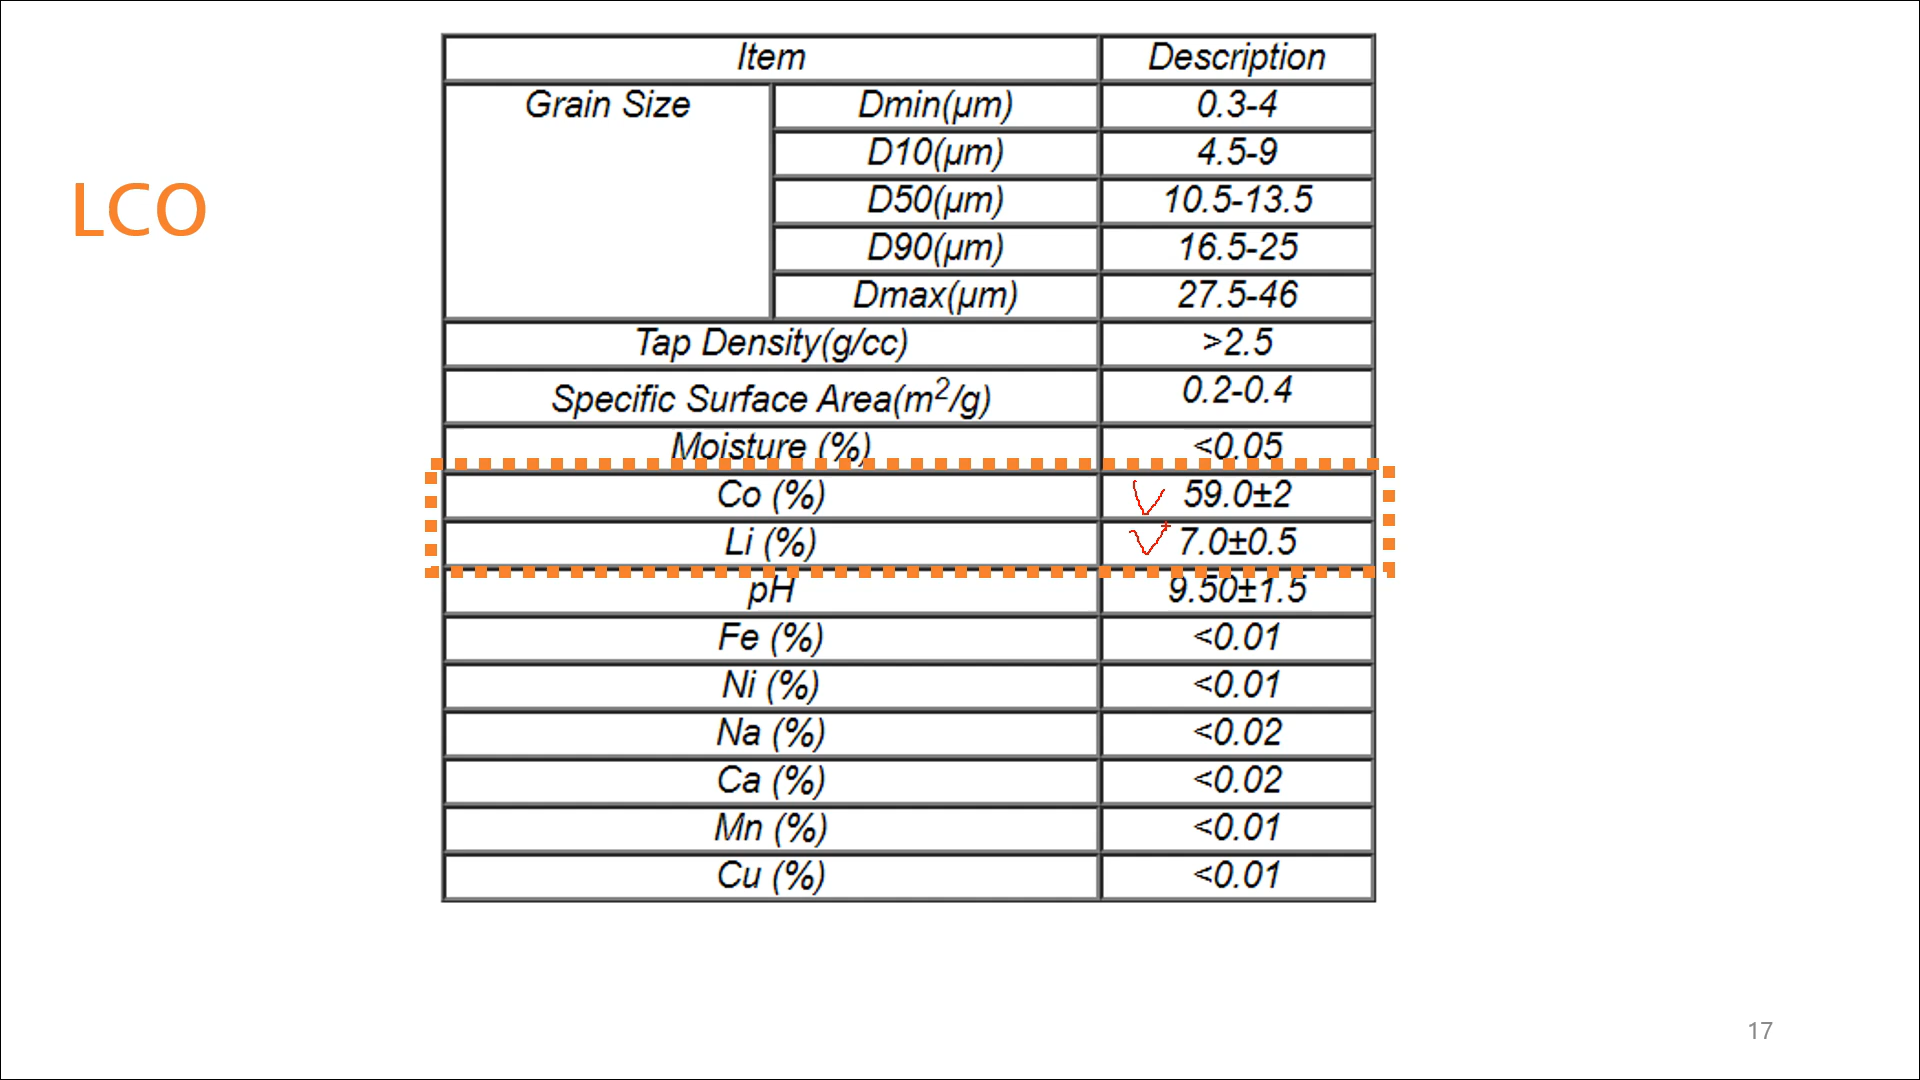 LCO
Item Description
Grain Size Dmin(μm) 0.3-4
D10(μm) 4.5-9
D50(μm) 10.5-13.5
D90(μm) 16.5-25
Dmax(μm) 27.5-46
Tap Density(g/cc) >2.5
Specific Surface Area(m²/g) 0.2-0.4
Moisture (%) <0.05
Co (%) 59.0±2
Li (%) 7.0±0.5
pH 9.50±1.5
Fe (%) <0.01
Ni (%) <0.01
Na (%) <0.02
Ca (%) <0.02
Mn (%) <0.01
Cu (%) <0.01
17